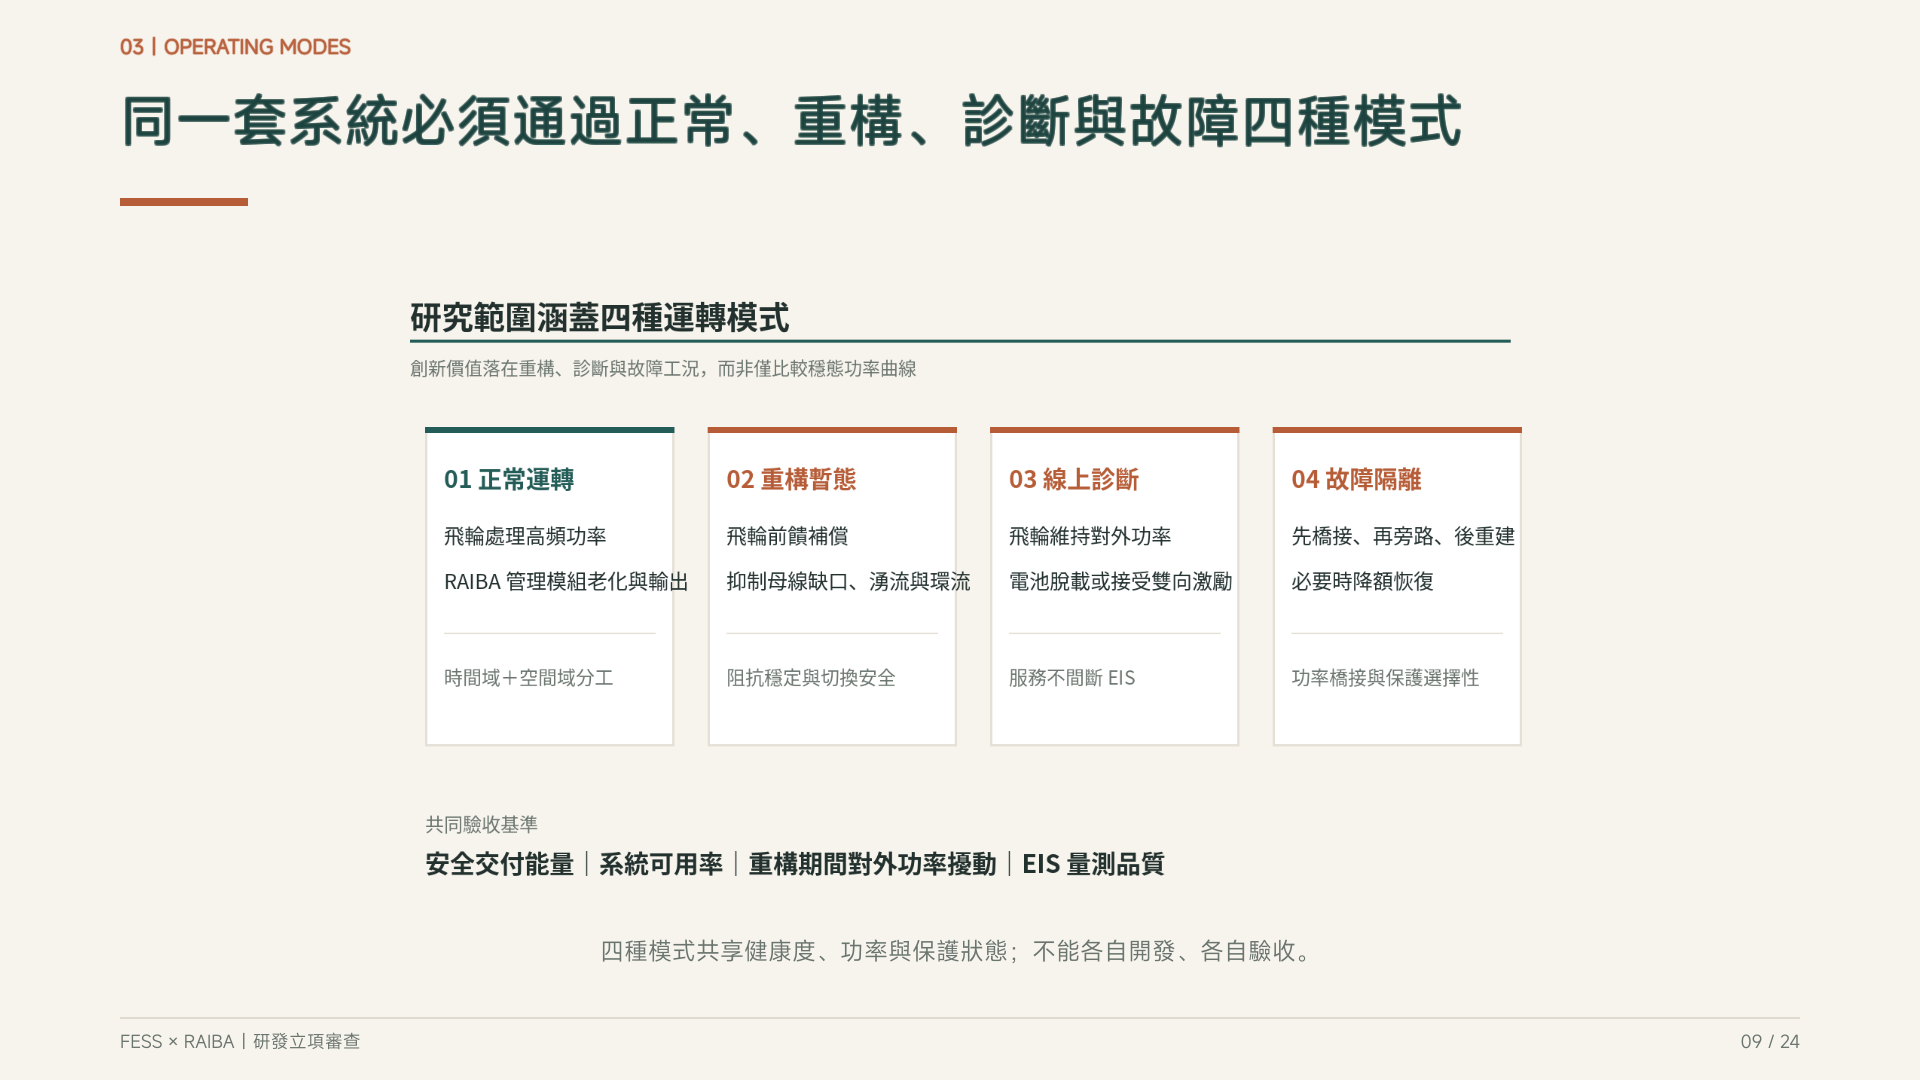 03｜OPERATING MODES
同一套系統必須通過正常、重構、診斷與故障四種模式
研究範圍涵蓋四種運轉模式
創新價值落在重構、診斷與故障工況，而非僅比較穩態功率曲線
01 正常運轉
飛輪處理高頻功率
RAIBA 管理模組老化與輸出
時間域＋空間域分工
02 重構暫態
飛輪前饋補償
抑制母線缺口、湧流與環流
阻抗穩定與切換安全
03 線上診斷
飛輪維持對外功率
電池脫載或接受雙向激勵
服務不間斷 EIS
04 故障隔離
先橋接、再旁路、後重建
必要時降額恢復
功率橋接與保護選擇性
共同驗收基準
安全交付能量｜系統可用率｜重構期間對外功率擾動｜EIS 量測品質
四種模式共享健康度、功率與保護狀態；不能各自開發、各自驗收。
FESS × RAIBA｜研發立項審查
09 / 24